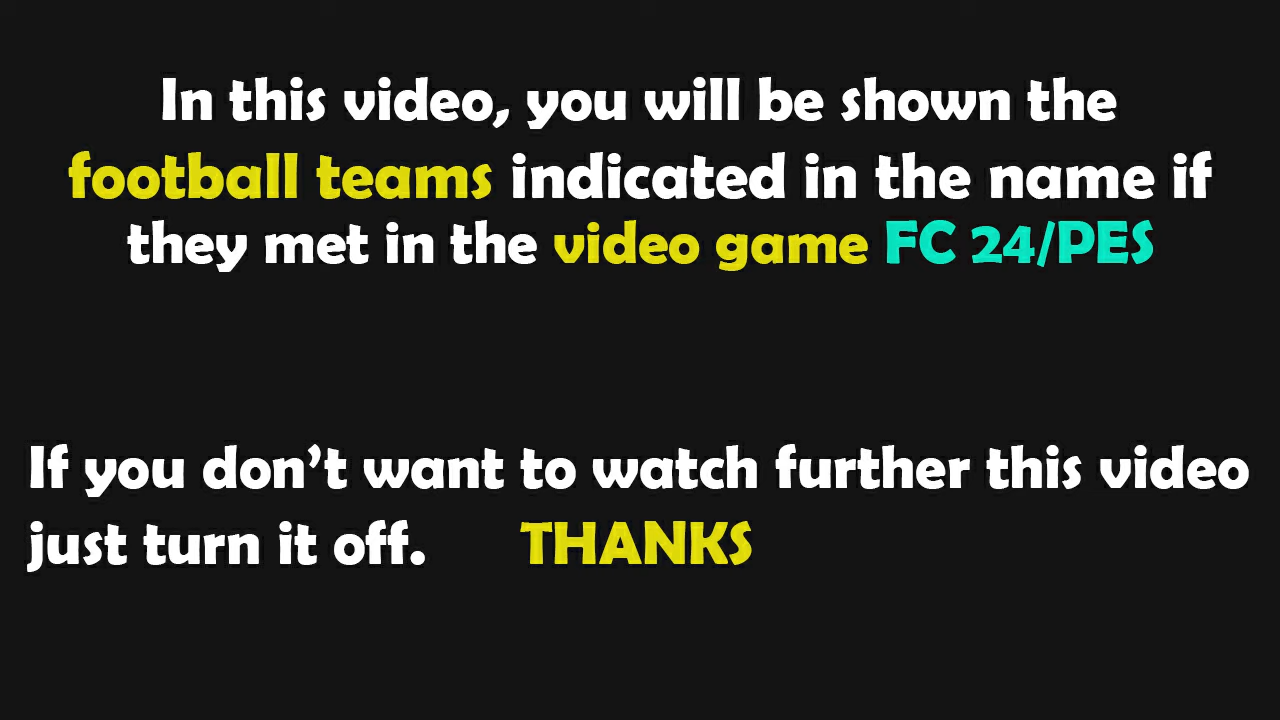 In this video, you will be shown the
football teams indicated in the name if
they met in the video game FC 24/PES
If you don't want to watch further this video
just turn it off. THANKS